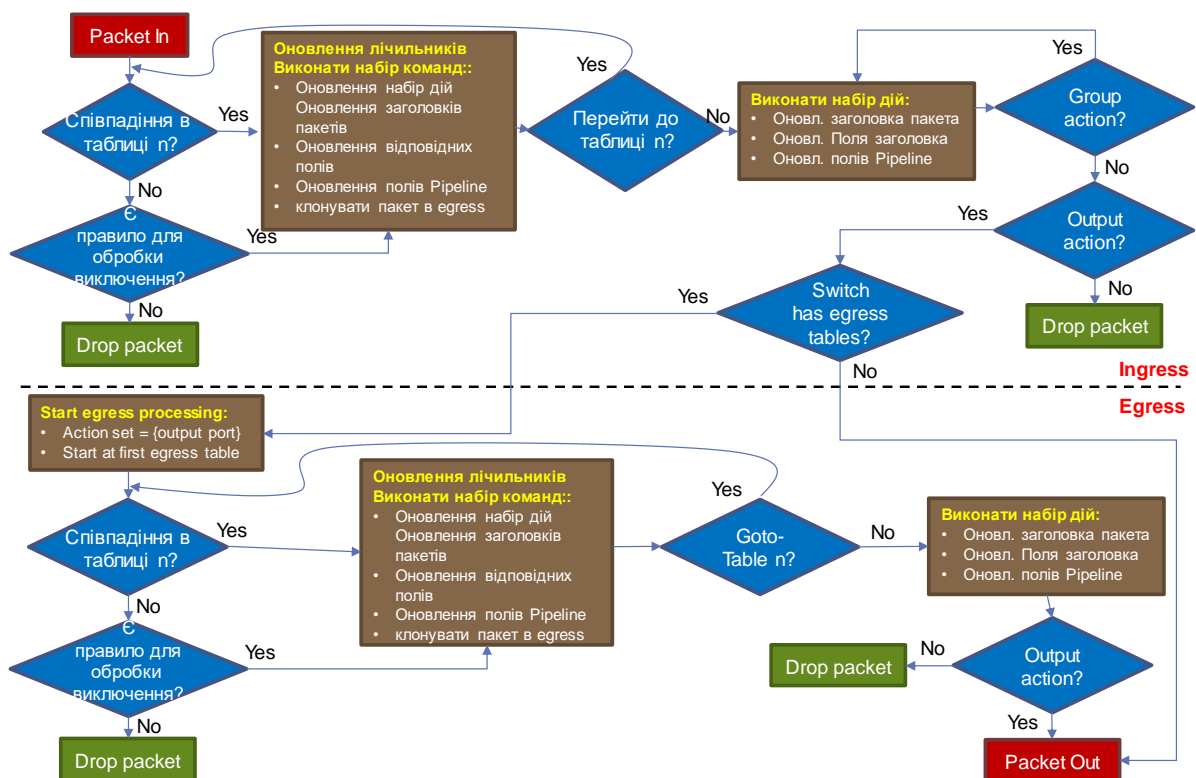 Packet In
Співпадіння в
таблиці n?
Yes
No
Є
правило для
обробки
виключення?
Yes
No
Drop packet
Оновлення лічильників
Виконати набір команд::
• Оновлення набір дій
Оновлення заголовків
пакетів
• Оновлення відповідних
полів
• Оновлення полів Pipeline
• клонувати пакет в egress
Yes
Перейти до
таблиці n?
No
Виконати набір дій:
• Оновл. заголовка пакета
• Оновл. Поля заголовка
• Оновл. полів Pipeline
Yes
Group
action?
No
Output
action?
Yes
No
Drop packet
Switch
has egress
tables?
Yes
No
Ingress
Egress
Start egress processing:
• Action set = {output port}
• Start at first egress table
Співпадіння в
таблиці n?
Yes
No
Є
правило для
обробки
виключення?
Yes
No
Drop packet
Оновлення лічильників
Виконати набір команд::
• Оновлення набір дій
Оновлення заголовків
пакетів
• Оновлення відповідних
полів
• Оновлення полів Pipeline
• клонувати пакет в egress
Yes
Goto-
Table n?
No
Виконати набір дій:
• Оновл. заголовка пакета
• Оновл. Поля заголовка
• Оновл. полів Pipeline
Output
action?
No
Drop packet
Yes
Packet Out